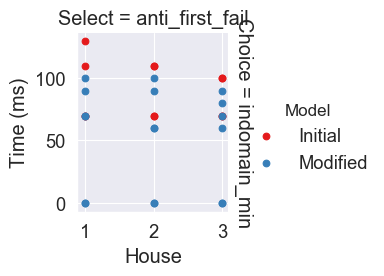 Select = anti_first_fail
Choice = indomain_min
Time (ms)
100
50
0
1 2 3
House
Model
Initial
Modified